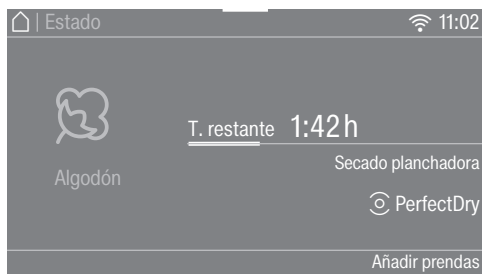 | Estado 11:02
T. restante 1:42 h
Secado planchadora
Algodón
PerfectDry
Añadir prendas